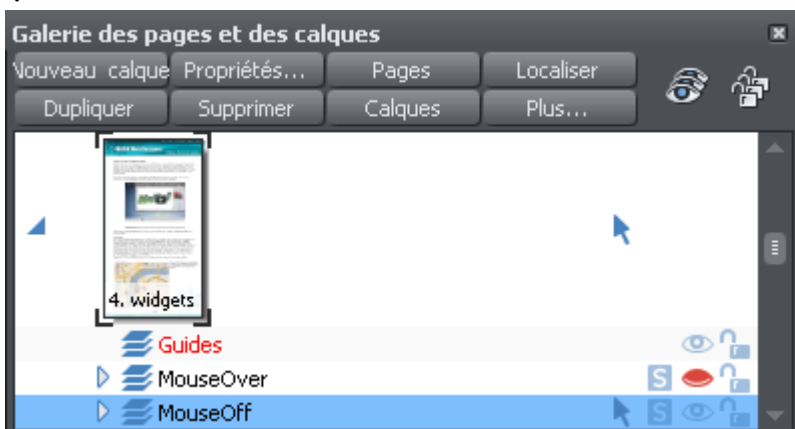 Galerie des pages et des calques
Nouveau calque Propriétés... Pages Localiser
Dupliquer Supprimer Calques Plus...
4. widgets
Guides
MouseOver
S
MouseOff
S